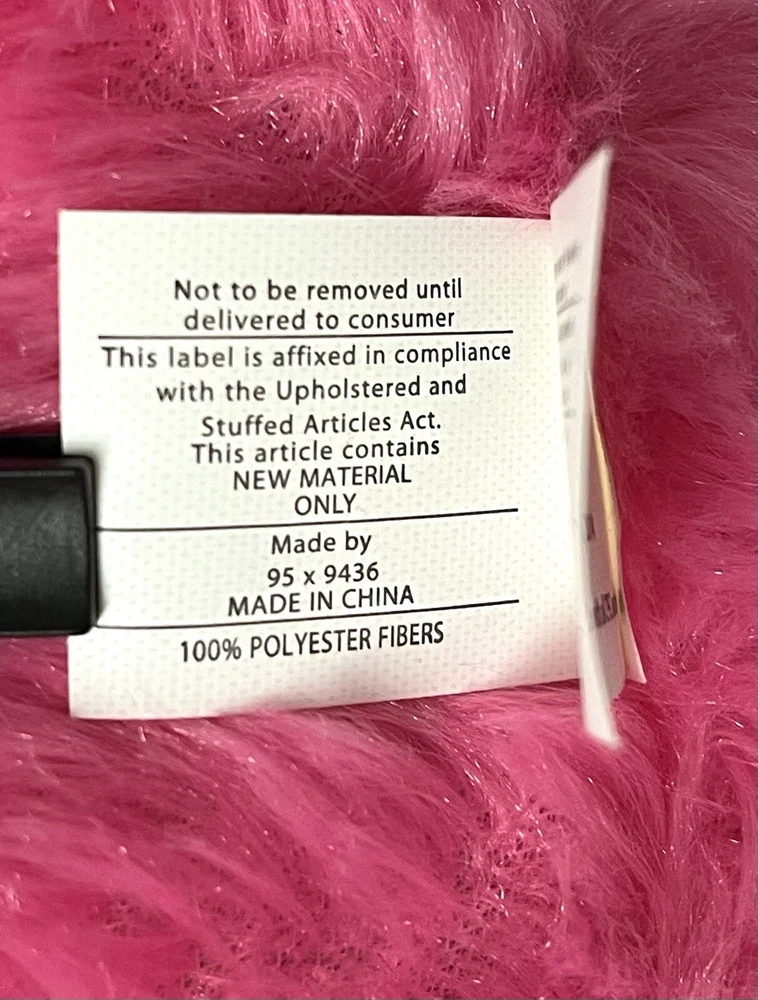 Not to be removed until
delivered to consumer
This label is affixed in compliance
with the Upholstered and
Stuffed Articles Act.
This article contains
NEW MATERIAL
ONLY
Made by
95 x 9436
MADE IN CHINA
100% POLYESTER FIBERS